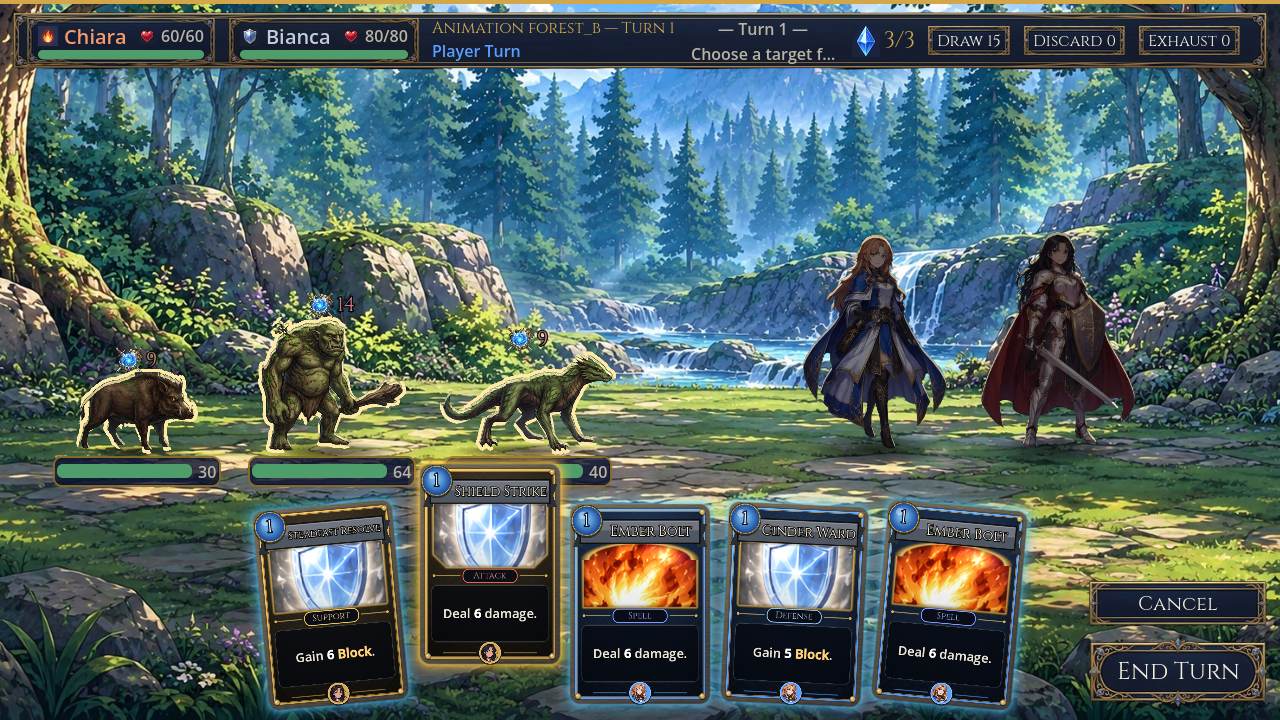 Chiara 60/60
Bianca 80/80
Animation forest_b — Turn 1
Player Turn
— Turn 1 —
Choose a target f...
3/3
Draw 15
Discard 0
Exhaust 0
9
14
9
30
64
40
1
Steadfast Resolve
Support
Gain 6 Block.
1
Shield Strike
Attack
Deal 6 damage.
1
Ember Bolt
Spell
Deal 6 damage.
1
Cinder Ward
Defense
Gain 5 Block.
1
Ember Bolt
Spell
Deal 6 damage.
Cancel
End Turn